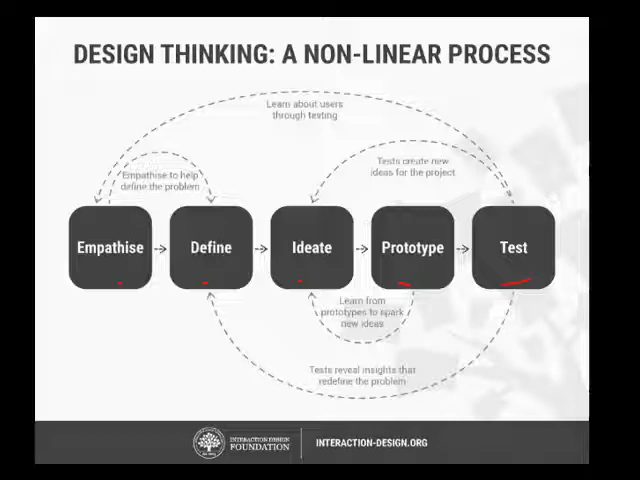 DESIGN THINKING: A NON-LINEAR PROCESS
Learn about users
through testing
Tests create new
ideas for the project
Empathise to help
define the problem
Empathise
Define
Ideate
Prototype
Test
Learn from
prototypes to spark
new ideas
Tests reveal insights that
redefine the problem
INTERACTION DESIGN
FOUNDATION
INTERACTION-DESIGN.ORG